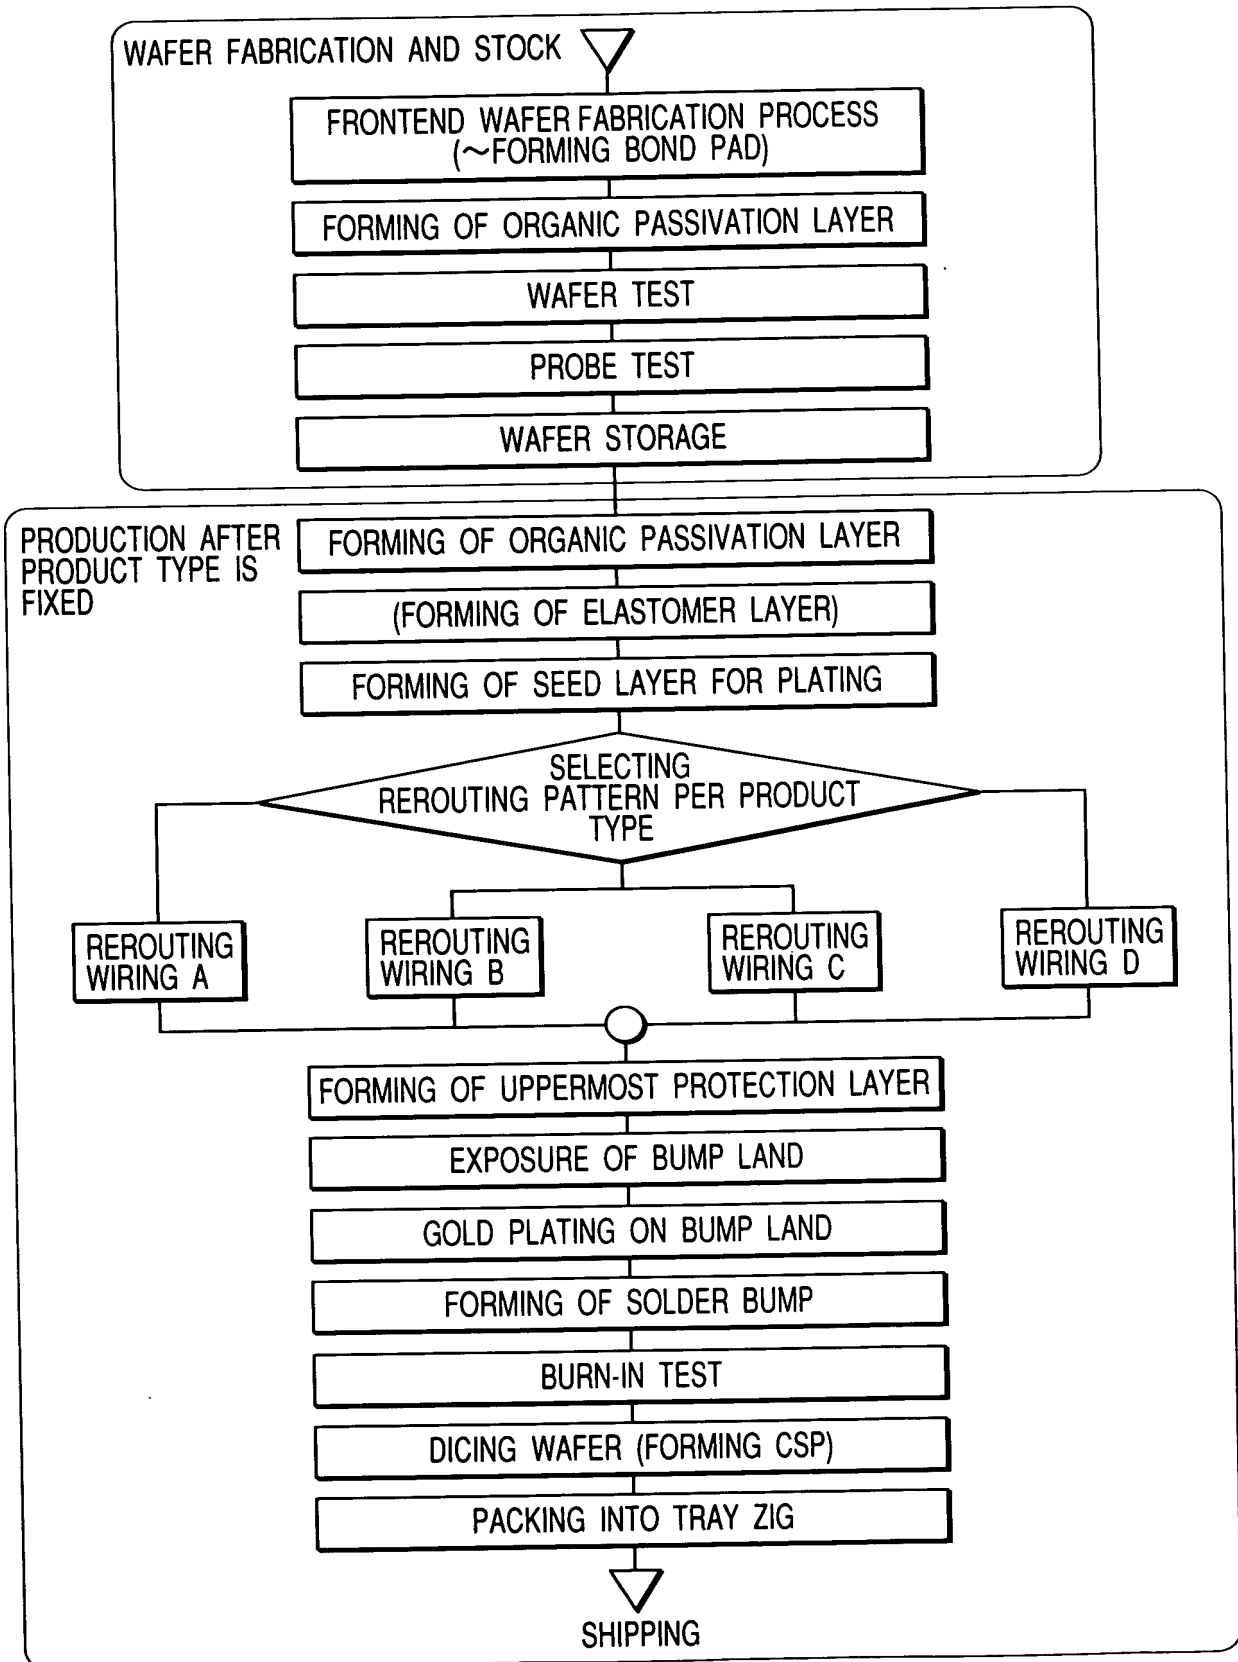 WAFER FABRICATION AND STOCK
FRONTEND WAFER FABRICATION PROCESS
(~FORMING BOND PAD)
FORMING OF ORGANIC PASSIVATION LAYER
WAFER TEST
PROBE TEST
WAFER STORAGE
PRODUCTION AFTER
PRODUCT TYPE IS
FIXED
FORMING OF ORGANIC PASSIVATION LAYER
(FORMING OF ELASTOMER LAYER)
FORMING OF SEED LAYER FOR PLATING
SELECTING
REROUTING PATTERN PER PRODUCT
TYPE
REROUTING
WIRING A
REROUTING
WIRING B
REROUTING
WIRING C
REROUTING
WIRING D
FORMING OF UPPERMOST PROTECTION LAYER
EXPOSURE OF BUMP LAND
GOLD PLATING ON BUMP LAND
FORMING OF SOLDER BUMP
BURN-IN TEST
DICING WAFER (FORMING CSP)
PACKING INTO TRAY ZIG
SHIPPING